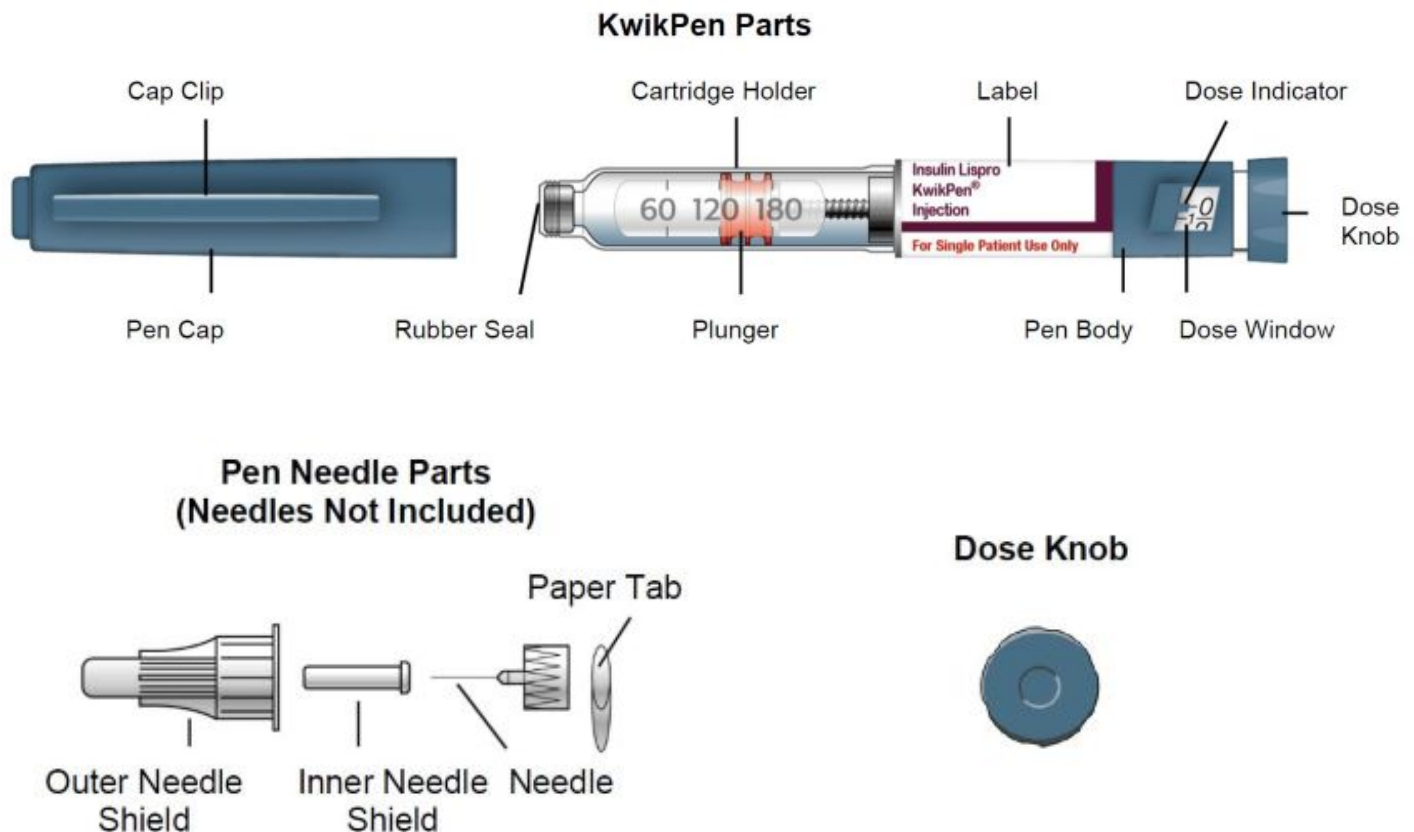 KwikPen Parts
Cap Clip
Cartridge Holder
Label
Dose Indicator
Insulin Lispro
KwikPen®
Injection
For Single Patient Use Only
60 120 180
0
1
Dose
Knob
Pen Cap
Rubber Seal
Plunger
Pen Body
Dose Window
Pen Needle Parts
(Needles Not Included)
Dose Knob
Paper Tab
Outer Needle
Shield
Inner Needle
Shield
Needle